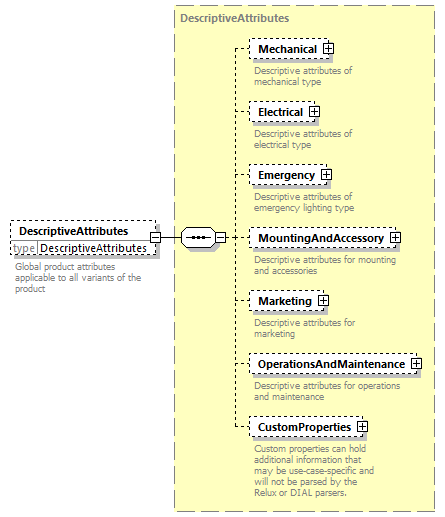 DescriptiveAttributes
Mechanical
Descriptive attributes of
mechanical type
Electrical
Descriptive attributes of
electrical type
Emergency
Descriptive attributes of
emergency lighting type
DescriptiveAttributes
type DescriptiveAttributes
Global product attributes
applicable to all variants of the
product
MountingAndAccessory
Descriptive attributes for mounting
and accessories
Marketing
Descriptive attributes for
marketing
OperationsAndMaintenance
Descriptive attributes for operations
and maintenance
CustomProperties
Custom properties can hold
additional information that
may be use-case-specific and
will not be parsed by the
Relux or DIAL parsers.